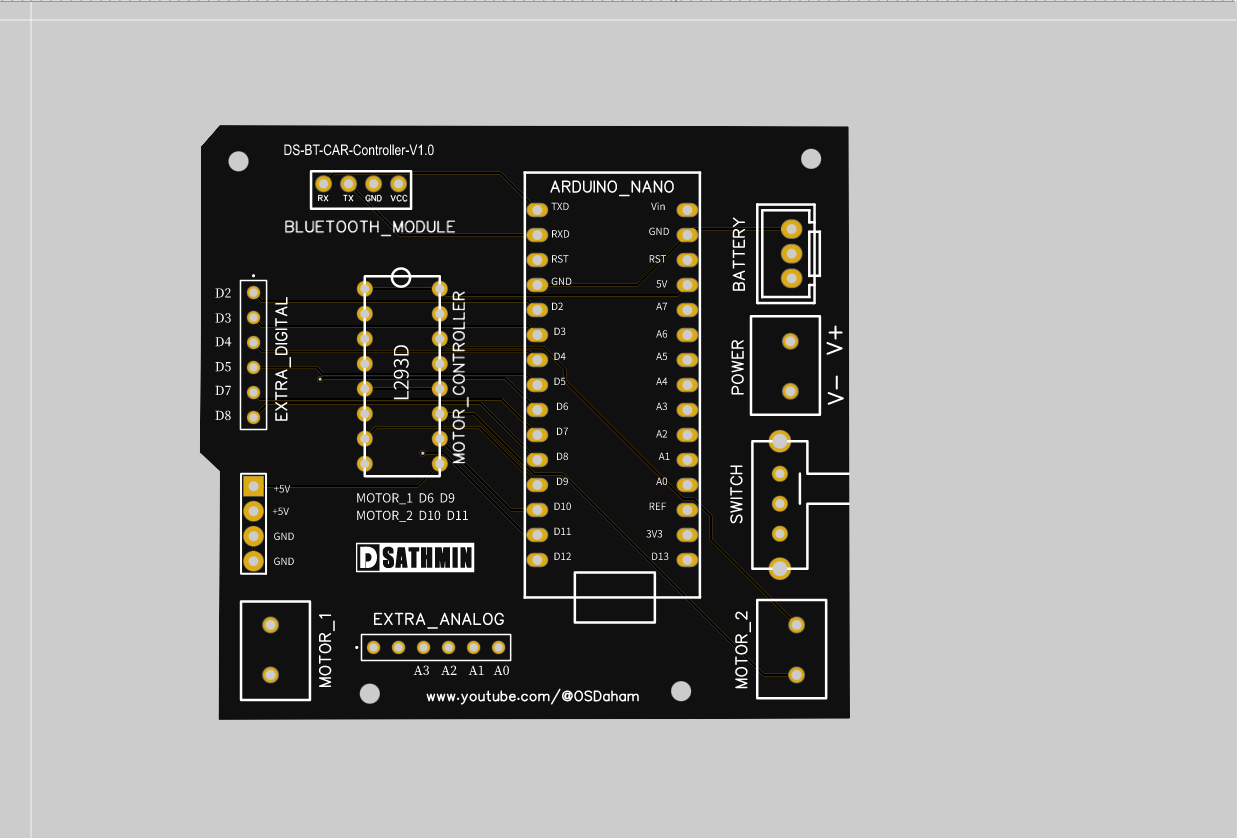 DS-BT-CAR-Controller-V1.0
RX TX GND VCC
BLUETOOTH_MODULE
ARDUINO_NANO
TXD
RXD
RST
GND
D2
D3
D4
D5
D6
D7
D8
D9
D10
D11
D12
Vin
GND
RST
5V
A7
A6
A5
A4
A3
A2
A1
A0
REF
3V3
D13
BATTERY
POWER
V+
V-
SWITCH
MOTOR_2
D2
D3
D4
D5
D7
D8
EXTRA_DIGITAL
L293D
MOTOR_CONTROLLER
+5V
+5V
GND
GND
MOTOR_1 D6 D9
MOTOR_2 D10 D11
D SATHMIN
MOTOR_1
EXTRA_ANALOG
A3 A2 A1 A0
www.youtube.com/@OSDaham